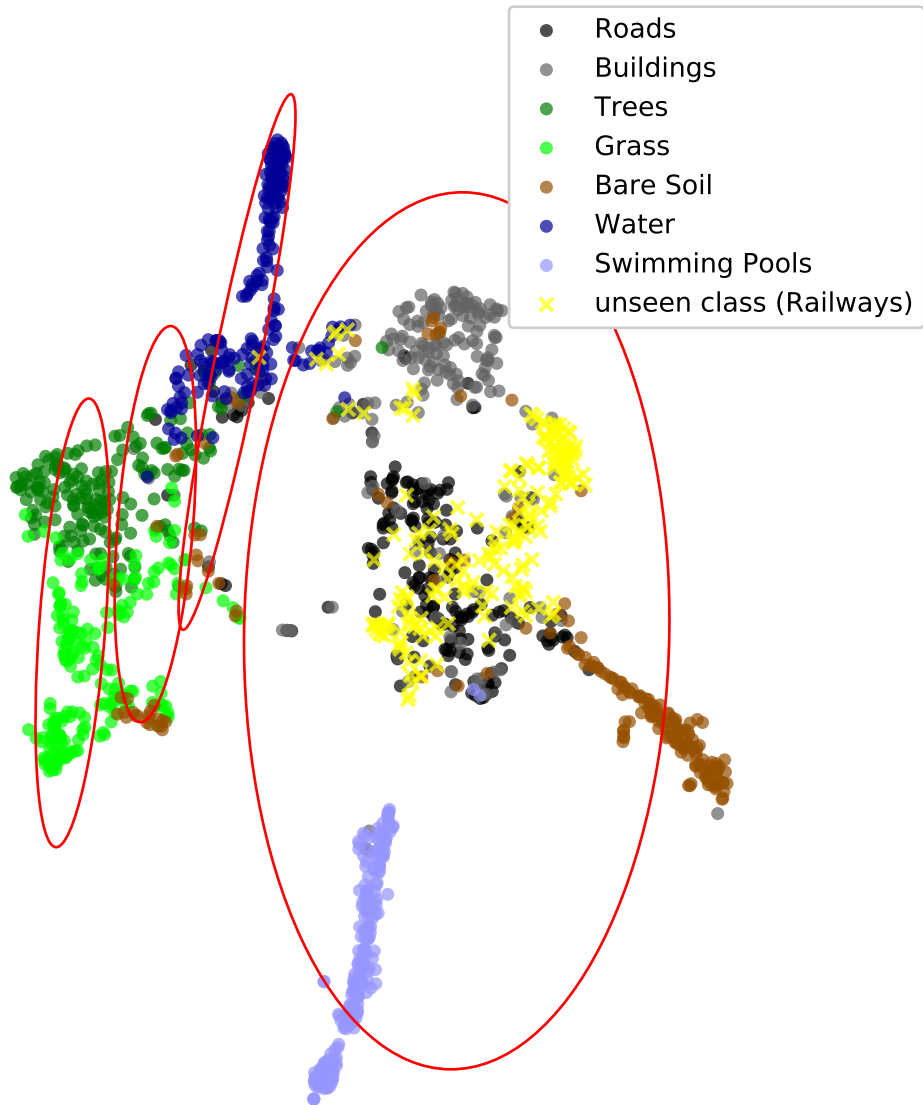 Roads
Buildings
Trees
Grass
Bare Soil
Water
Swimming Pools
unseen class (Railways)